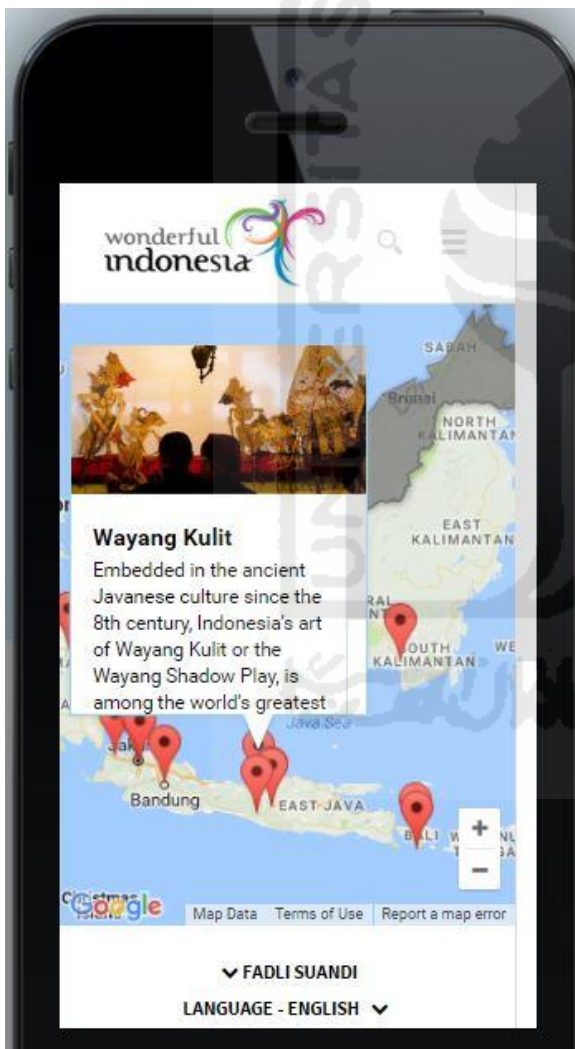 wonderful
indonesia
SABAH
Brunei
NORTH
KALIMANTAN
EAST
KALIMANTAN
Wayang Kulit
Embedded in the ancient
Javanese culture since the
8th century, Indonesia's art
of Wayang Kulit or the
Wayang Shadow Play, is
among the world's greatest
SOUTH
KALIMANTAN
Java Sea
Bandung
EAST JAVA
BALI
+
−
Google
Map Data Terms of Use Report a map error
FADLI SUANDI
LANGUAGE - ENGLISH
UNIVERSITAS